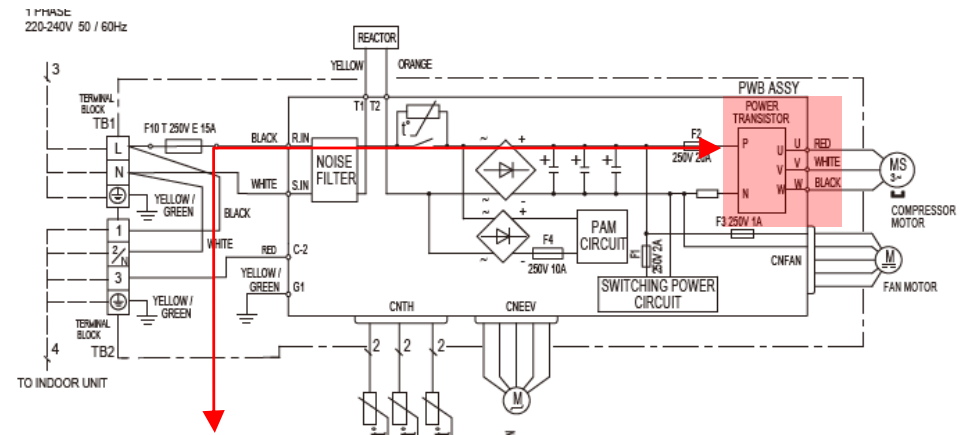 1 PHASE
220-240V 50 / 60Hz
REACTOR
YELLOW
ORANGE
3
TERMINAL
BLOCK
TB1
F10 T 250V E 15A
BLACK
R.IN
T1
T2
t°
PWB ASSY
POWER
TRANSISTOR
L
N
NOISE
FILTER
WHITE
S.IN
~
+
~
-
+
+
+
F2
P
N
U
V
W
U
V
W
RED
WHITE
BLACK
MS
3~
COMPRESSOR
MOTOR
YELLOW /
GREEN
BLACK
1
2/N
3
WHITE
RED
C-2
YELLOW /
GREEN
G1
~
+
~
-
F4
250V 10A
PAM
CIRCUIT
F1
250V 2A
F3 250V 1A
SWITCHING POWER
CIRCUIT
CNFAN
M
FAN MOTOR
YELLOW /
GREEN
TERMINAL
BLOCK
TB2
4
TO INDOOR UNIT
CNTH
CNEEV
2
2
2
t°
t°
t°
M